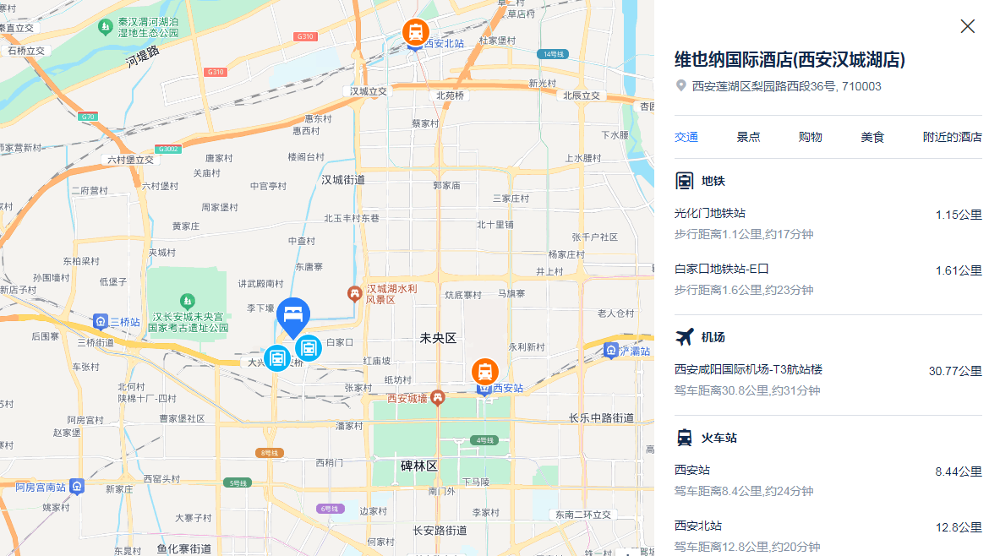 维也纳国际酒店(西安汉城湖店)
西安莲湖区梨园路西段36号, 710003
交通 景点 购物 美食 附近的酒店
地铁
光化门地铁站 1.15公里
步行距离1.1公里,约17分钟
白家口地铁站-E口 1.61公里
步行距离1.6公里,约23分钟
机场
西安咸阳国际机场-T3航站楼 30.77公里
驾车距离30.8公里,约31分钟
火车站
西安站 8.44公里
驾车距离8.4公里,约24分钟
西安北站 12.8公里
驾车距离12.8公里,约20分钟
秦汉渭河湖泊
湿地生态公园
草店村
秦直立交
石桥立交
河堤路
G310
西安北站
杜家堡村
14号线
G310
新光村
汉城立交
北苑桥
北辰立交
G70
惠东村
惠西村
蔡家村
下水腰
G3002
六村堡立交
唐家村
楼阁台村
上水腰村
关庙村
汉城街道
二府营村
六村堡村
中官亭村
郭家庙
三家庄村
周家堡村
北玉丰村东巷
黄家庄
北十里铺
中查村
张千户社区
夹城村
杨家庄村
东柏梁村
东唐寨
井上村
孙围墙村
低堡子
讲武殿南村
新店子村
汉城湖水利
风景区
炕底寨村
马旗寨
李下壕
老人仓村
汉长安城未央宫
国家考古遗址公园
三桥站
后围寨
三桥街道
白家口
未央区
永利新村
浐灞站
车张村
红庙坡
纸坊村
北何村
张家村
西安站
陕棉十厂-四村
西安城墙
阿房宫村
曹家堡社区
长乐中路街道
赵家堡
潘家村
4号线
8号线
西稍门
碑林区
西窑头村
5号线
下马陵
阿房宫南站
新家庄
南门外
姚家村
6号线
边家村
李家村
大寨子村
东南二环立交
长安路街道
何家村
东晁村
鱼化寨街道